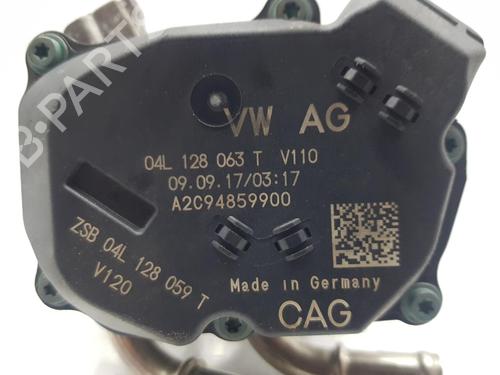 B-PARTS
VW AG
04L 128 063 T V110
09.09.17/03:17
A2C94859900
ZSB 04L 128 059 T
V120
Made in Germany
CAG